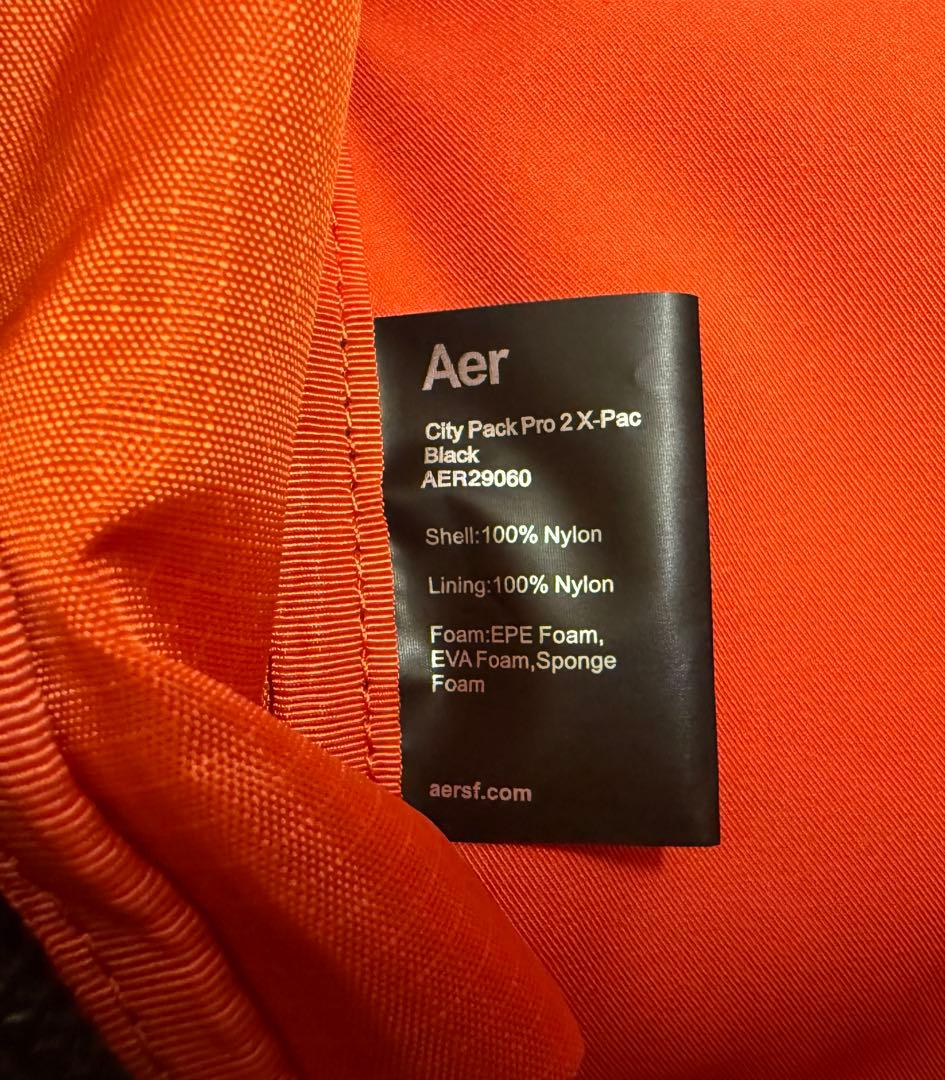 Aer
City Pack Pro 2 X-Pac
Black
AER29060
Shell:100% Nylon
Lining:100% Nylon
Foam:EPE Foam,
EVA Foam,Sponge
Foam
aersf.com